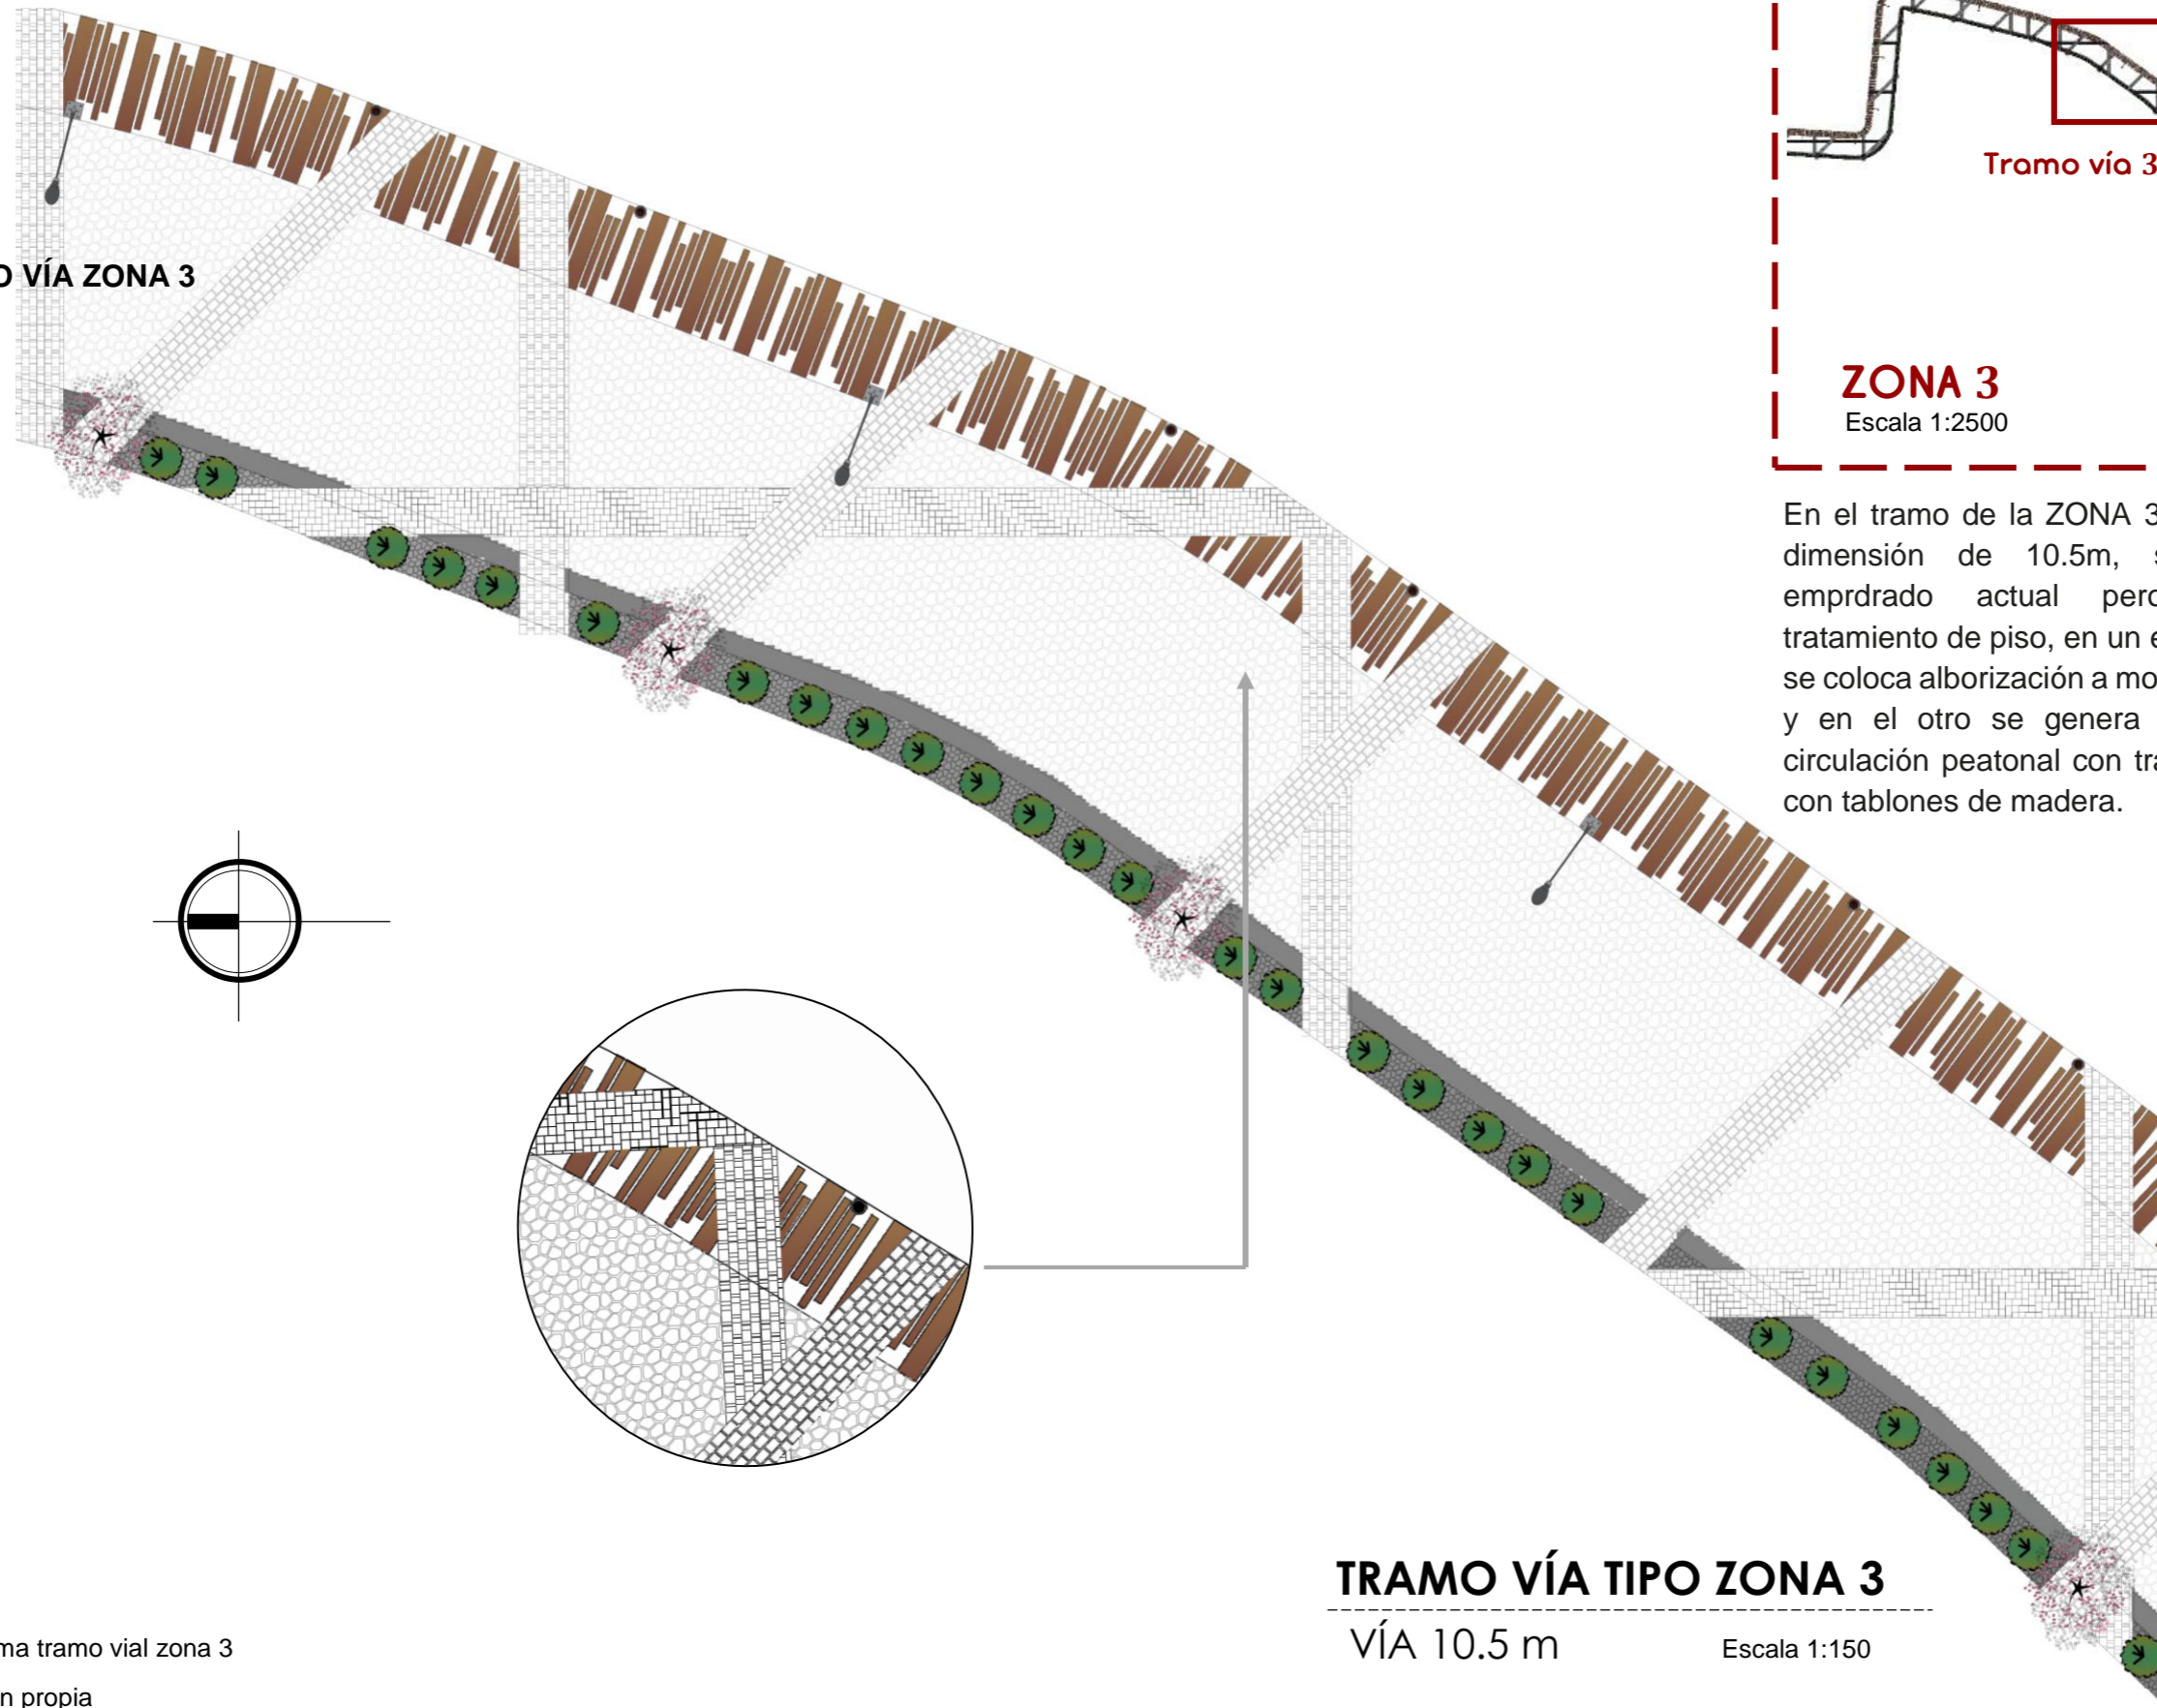 O VÍA ZONA 3
Tramo vía 3
ZONA 3
Escala 1:2500
En el tramo de la ZONA 3
dimensión de 10.5m,
emprdrado actual
tratamiento de piso, en un
se coloca alborización a
y en el otro se genera
circulación peatonal con
con tablones de madera.
TRAMO VÍA TIPO ZONA 3
VÍA 10.5 m
Escala 1:150
ma tramo vial zona 3
n propia